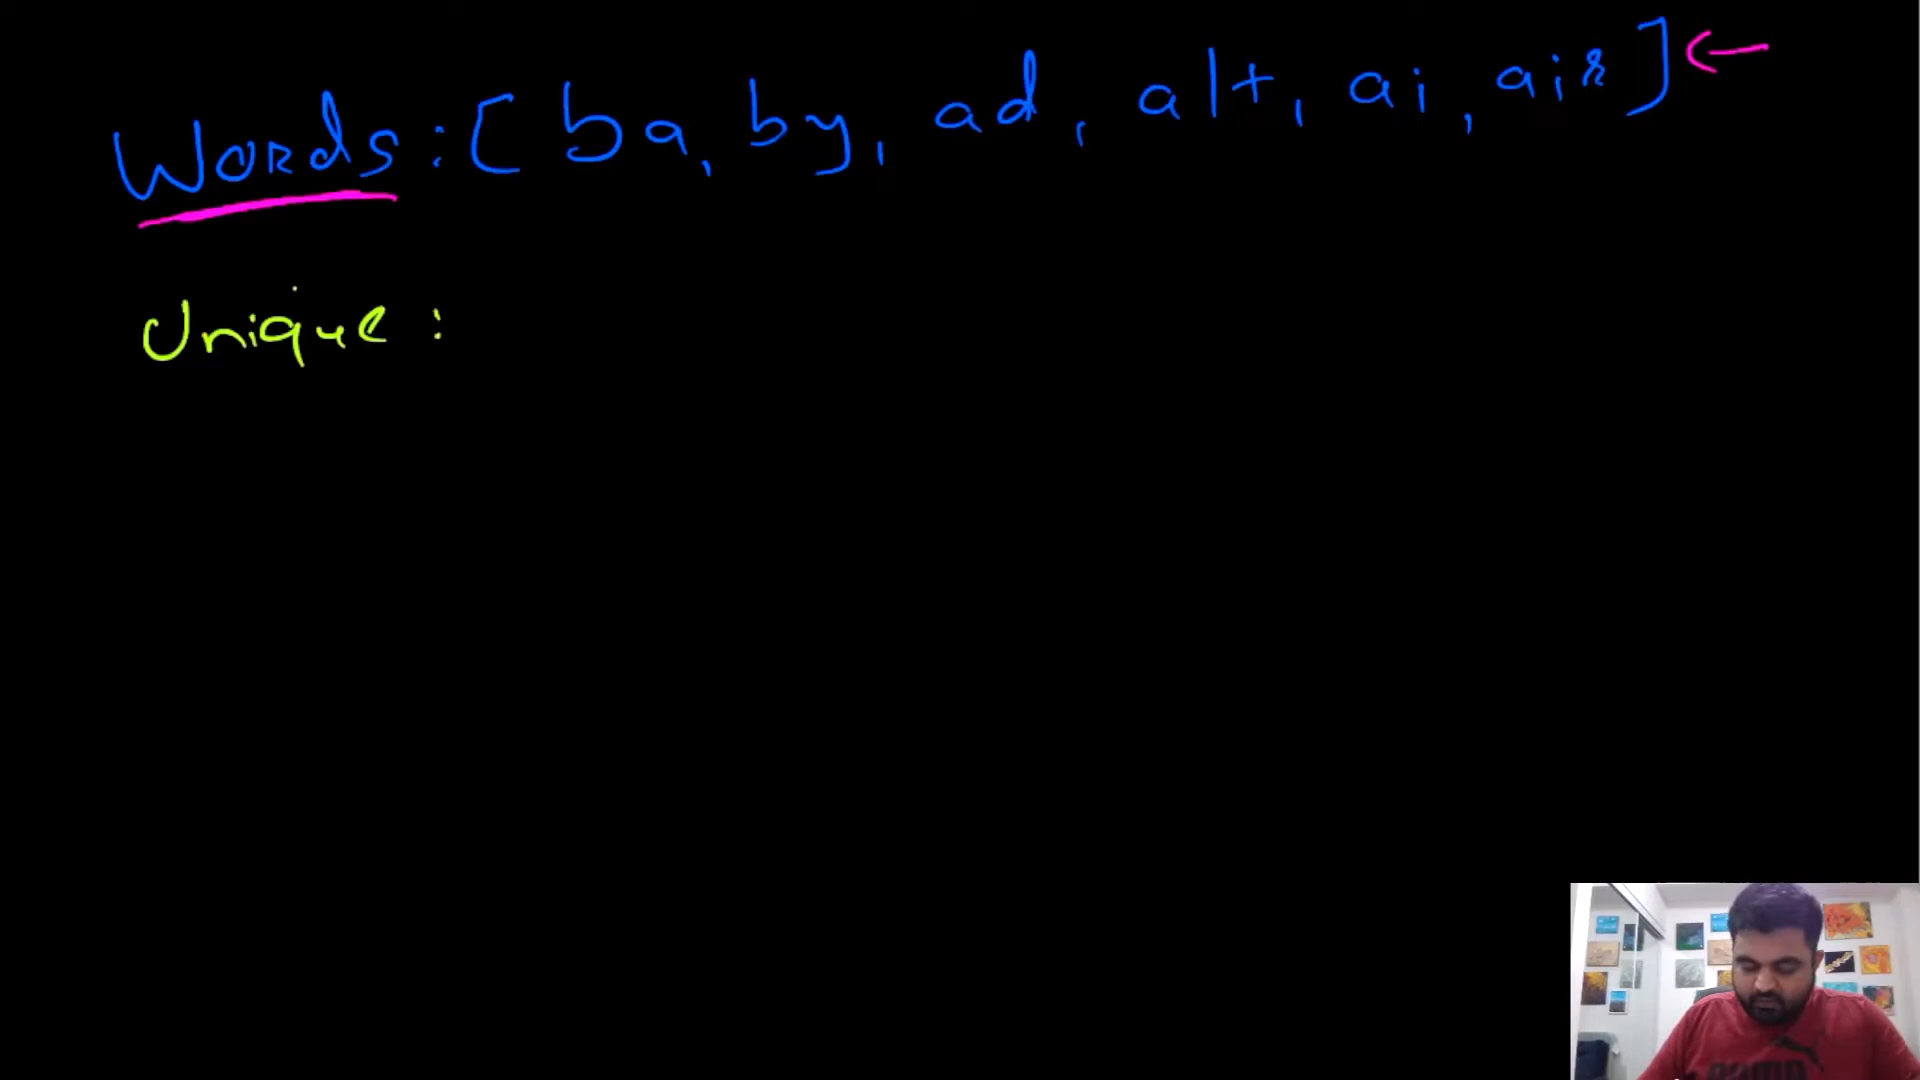 Words : [ ba, by, ad, alt, ai, air ] ←
Unique :